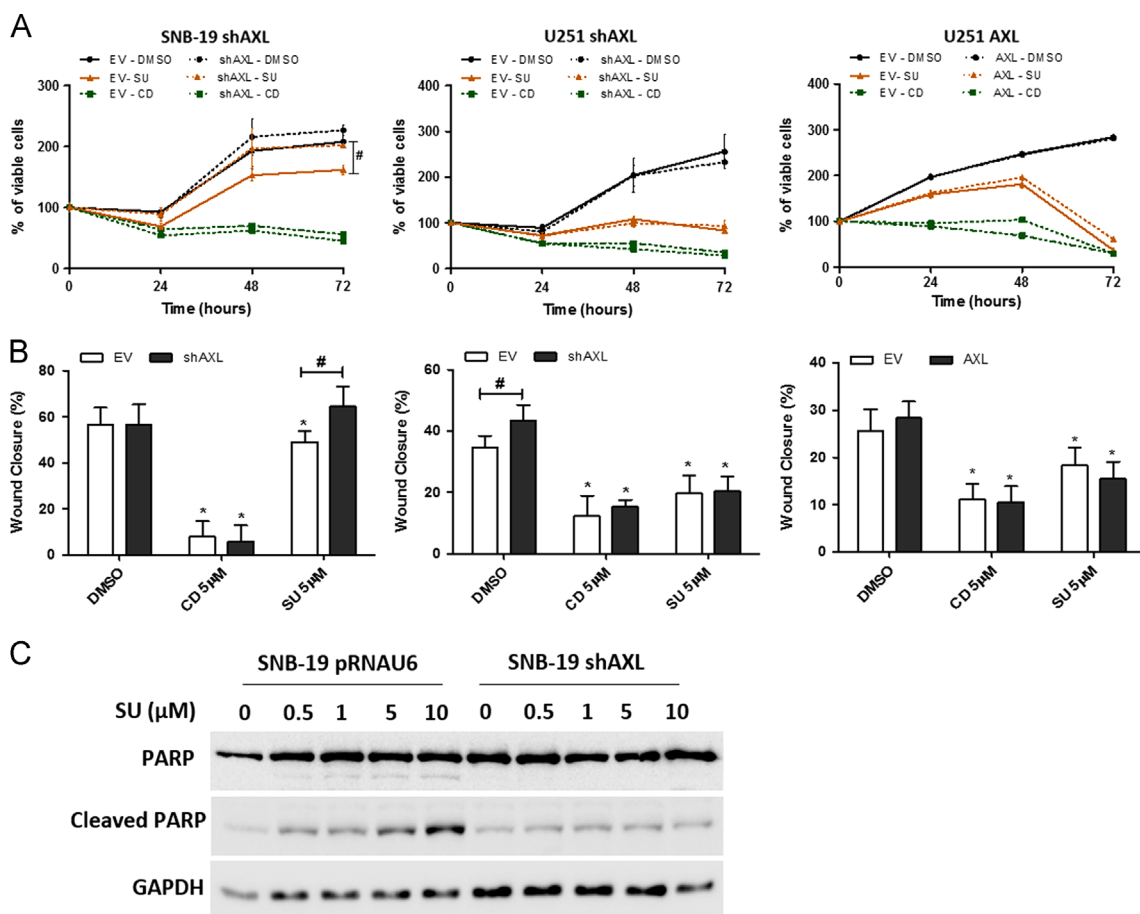 A
SNB-19 shAXL
EV - DMSO shAXL - DMSO
EV - SU shAXL - SU
EV - CD shAXL - CD
% of viable cells
300
200
100
0
#
0 24 48 72
Time (hours)
U251 shAXL
EV - DMSO shAXL - DMSO
EV - SU shAXL - SU
EV - CD shAXL - CD
% of viable cells
400
300
200
100
0
0 24 48 72
Time (hours)
U251 AXL
EV - DMSO AXL - DMSO
EV - SU AXL - SU
EV - CD AXL - CD
% of viable cells
400
300
200
100
0
0 24 48 72
Time (hours)
B
EV shAXL
Wound Closure (%)
80
60
40
20
0
* * * #
DMSO CD 5µM SU 5µM
EV shAXL
Wound Closure (%)
60
40
20
0
# * * * *
DMSO CD 5µM SU 5µM
EV AXL
Wound Closure (%)
40
30
20
10
0
* * * *
DMSO CD 5µM SU 5µM
C
SNB-19 pRNAU6 SNB-19 shAXL
SU (µM) 0 0.5 1 5 10 0 0.5 1 5 10
PARP
Cleaved PARP
GAPDH